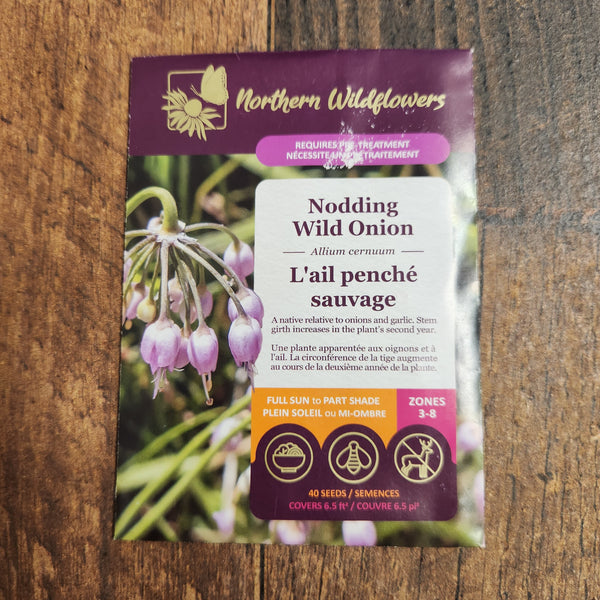 Northern Wildflowers
REQUIRES PRE-TREATMENT
NÉCESSITE UN PRÉTRAITEMENT
Nodding
Wild Onion
Allium cernuum
L'ail penché
sauvage
A native relative to onions and garlic. Stem
girth increases in the plant's second year.
Une plante apparentée aux oignons et à
l'ail. La circonférence de la tige augmente
au cours de la deuxième année de la plante.
FULL SUN to PART SHADE
PLEIN SOLEIL ou MI-OMBRE
ZONES
3-8
40 SEEDS / SEMENCES
COVERS 6.5 ft² / COUVRE 6.5 pi²